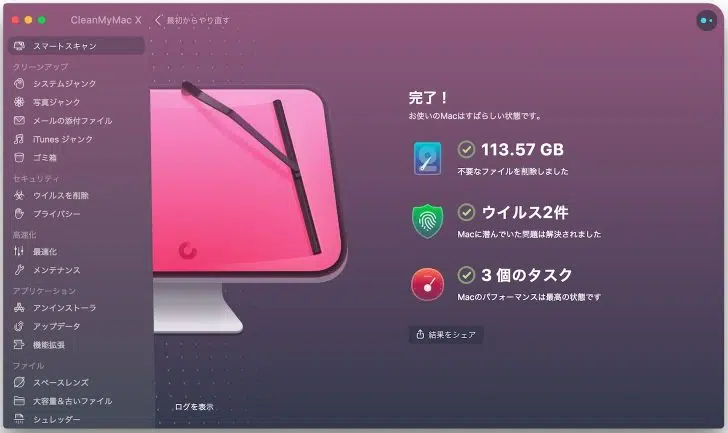 CleanMyMac X
最初からやり直す
スマートスキャン
クリーンアップ
システムジャンク
写真ジャンク
メールの添付ファイル
iTunes ジャンク
ゴミ箱
セキュリティ
ウイルスを削除
プライバシー
高速化
最適化
メンテナンス
アプリケーション
アンインストーラ
アップデータ
機能拡張
ファイル
スペースレンズ
大容量＆古いファイル
シュレッダー
完了！
お使いのMacはすばらしい状態です。
113.57 GB
不要なファイルを削除しました
ウイルス2件
Macに潜んでいた問題は解決されました
3 個のタスク
Macのパフォーマンスは最高の状態です
結果をシェア
ログを表示